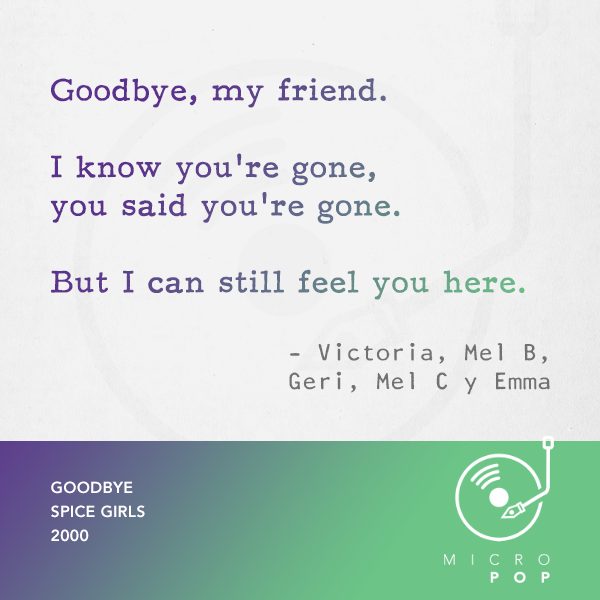 Goodbye, my friend.
I know you're gone,
you said you're gone.
But I can still feel you here.
– Victoria, Mel B,
Geri, Mel C y Emma
GOODBYE
SPICE GIRLS
2000
MICRO
POP